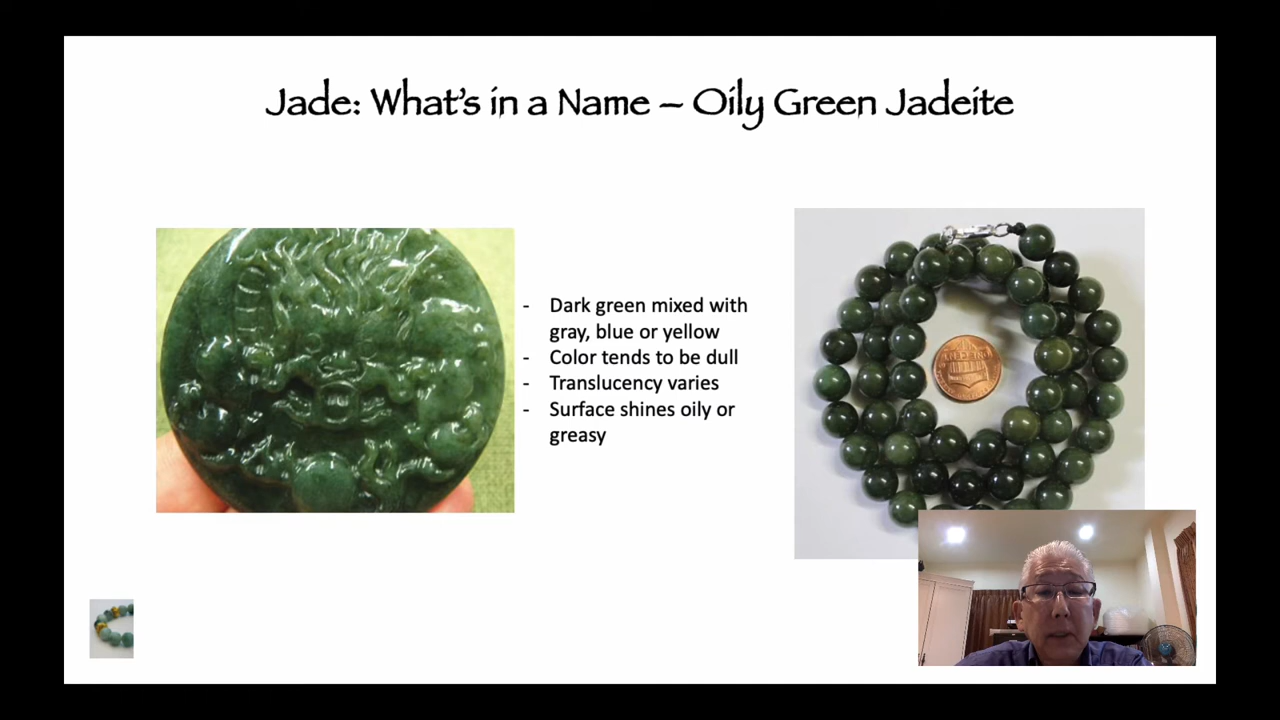 Jade: What's in a Name – Oily Green Jadeite
- Dark green mixed with
gray, blue or yellow
- Color tends to be dull
- Translucency varies
- Surface shines oily or
greasy